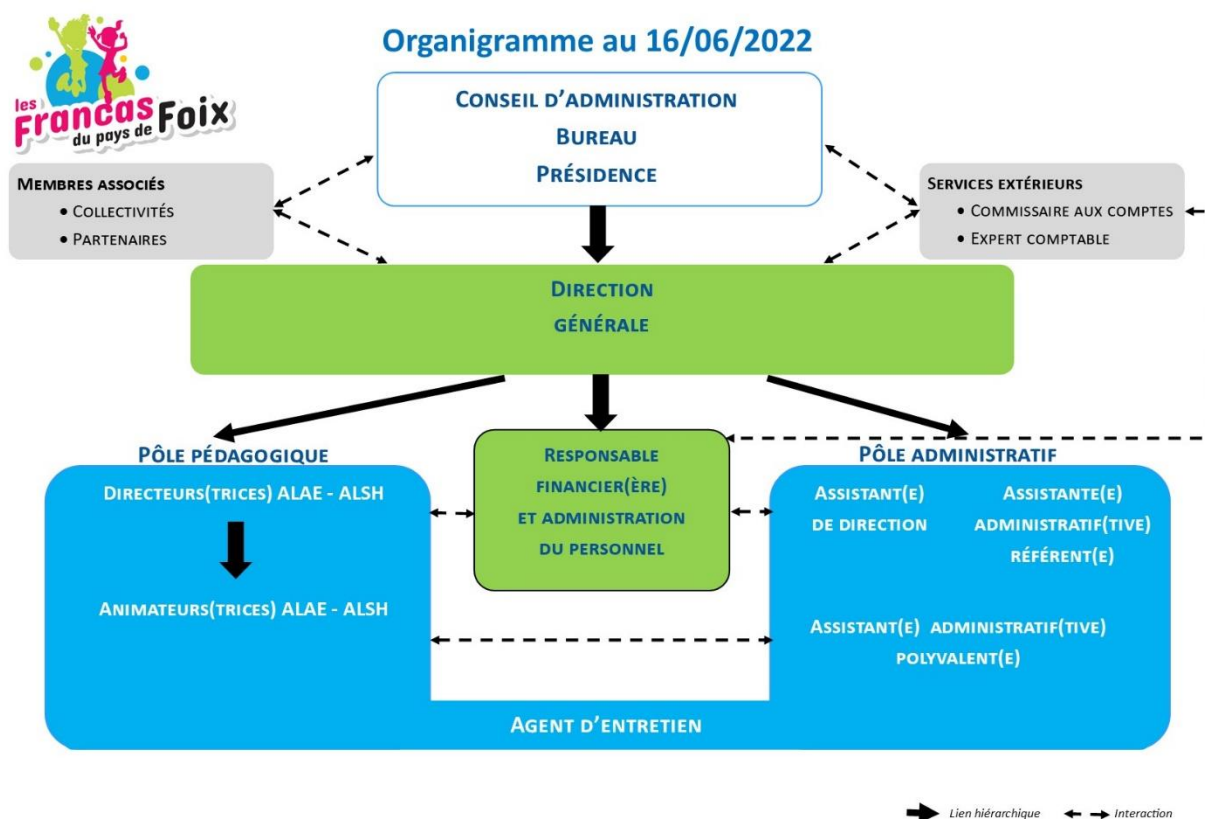 les
Francas
du pays de
Foix
Organigramme au 16/06/2022
CONSEIL D'ADMINISTRATION
BUREAU
PRÉSIDENCE
MEMBRES ASSOCIÉS
• COLLECTIVITÉS
• PARTENAIRES
SERVICES EXTÉRIEURS
• COMMISSAIRE AUX COMPTES
• EXPERT COMPTABLE
DIRECTION
GÉNÉRALE
PÔLE PÉDAGOGIQUE
DIRECTEURS(TRICES) ALAE - ALSH
ANIMATEURS(TRICES) ALAE - ALSH
RESPONSABLE
FINANCIER(ÈRE)
ET ADMINISTRATION
DU PERSONNEL
PÔLE ADMINISTRATIF
ASSISTANT(E)
DE DIRECTION
ASSISTANTE(E)
ADMINISTRATIF(TIVE)
RÉFÉRENT(E)
ASSISTANT(E) ADMINISTRATIF(TIVE)
POLYVALENT(E)
AGENT D'ENTRETIEN
Lien hiérarchique
Interaction